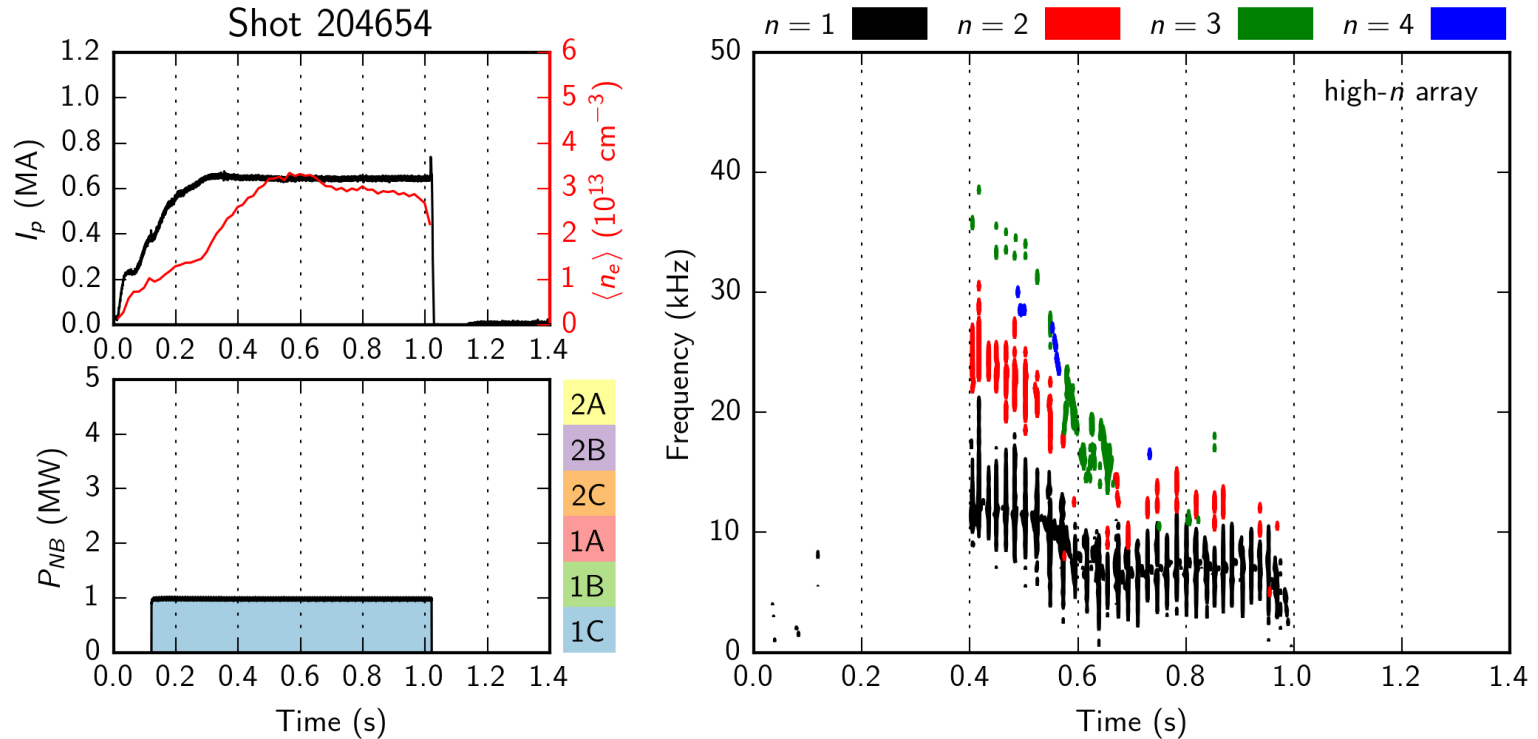 Shot 204654
1.2
1.0
0.8
0.6
0.4
0.2
0.0
I_p (MA)
6
5
4
3
2
1
0
⟨n_e⟩ (10^13 cm^−3)
0.0 0.2 0.4 0.6 0.8 1.0 1.2 1.4
5
4
3
2
1
0
P_NB (MW)
2A
2B
2C
1A
1B
1C
0.0 0.2 0.4 0.6 0.8 1.0 1.2 1.4
Time (s)
n = 1 n = 2 n = 3 n = 4
high-n array
50
40
30
20
10
0
Frequency (kHz)
0.0 0.2 0.4 0.6 0.8 1.0 1.2 1.4
Time (s)